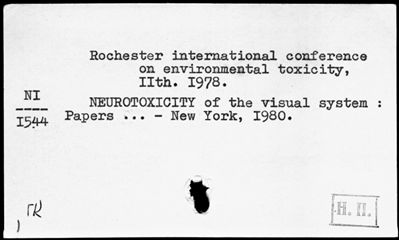 Rochester international conference
on environmental toxicity,
IIth. I978.
NI
----
I544
NEUROTOXICITY of the visual system :
Papers ... - New York, I980.
ГК
Н. П.